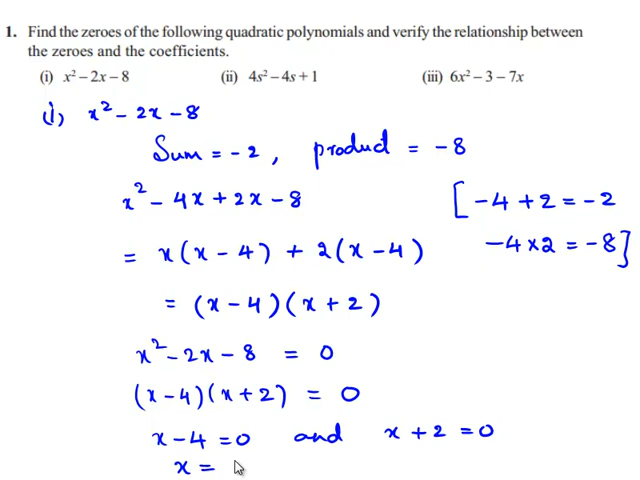 1. Find the zeroes of the following quadratic polynomials and verify the relationship between
the zeroes and the coefficients.
(i) x² – 2x – 8 (ii) 4s² – 4s + 1 (iii) 6x² – 3 – 7x
(i) x² – 2x – 8
Sum = – 2 , product = – 8
x² – 4x + 2x – 8 [ – 4 + 2 = – 2
= x (x – 4) + 2 (x – 4) – 4 × 2 = – 8 ]
= (x – 4) (x + 2)
x² – 2x – 8 = 0
(x – 4) (x + 2) = 0
x – 4 = 0 and x + 2 = 0
x =